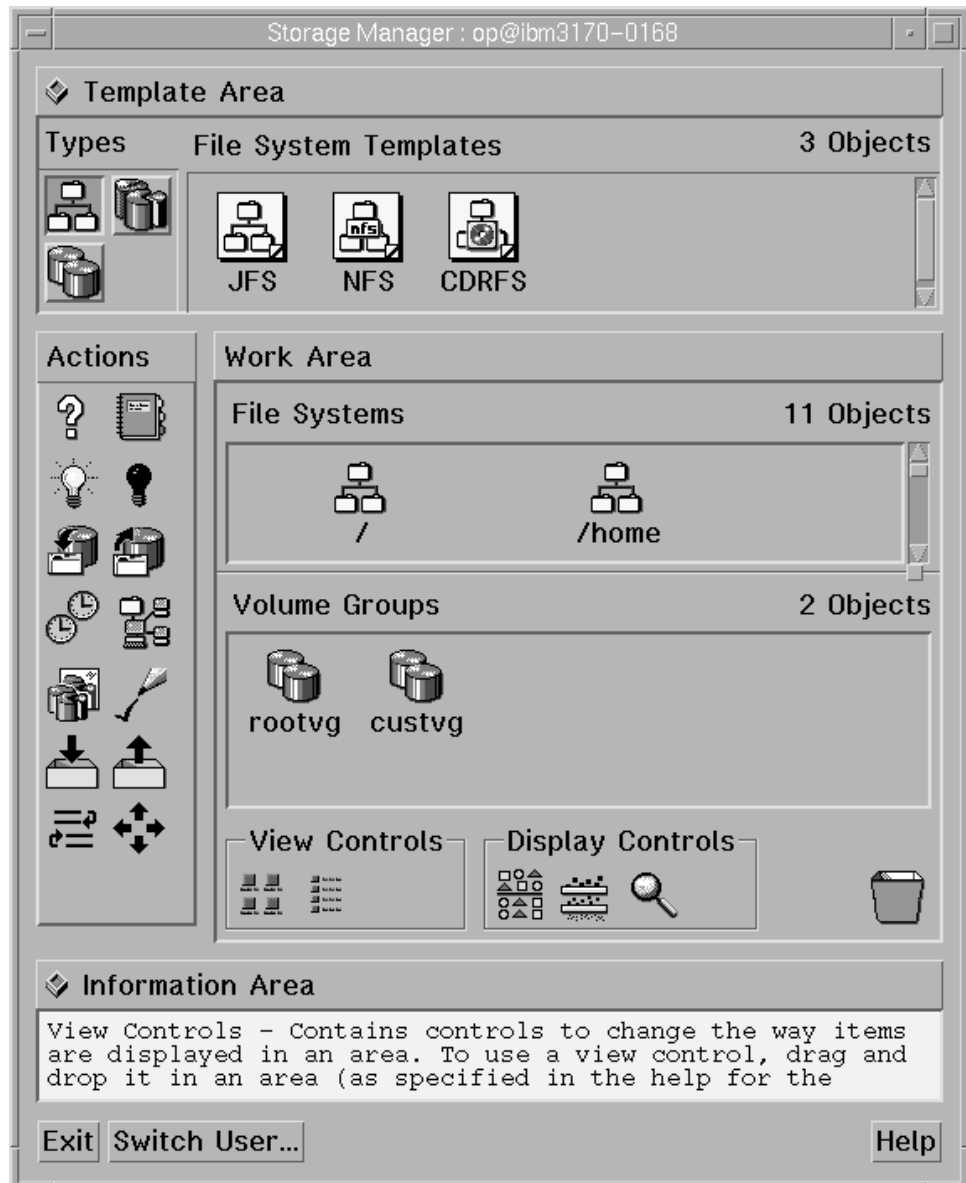 Storage Manager : op@ibm3170-0168
Template Area
Types
File System Templates
3 Objects
nfs
JFS
NFS
CDRFS
Actions
Work Area
File Systems
11 Objects
/
/home
Volume Groups
2 Objects
rootvg
custvg
View Controls
Display Controls
Information Area
View Controls - Contains controls to change the way items
are displayed in an area. To use a view control, drag and
drop it in an area (as specified in the help for the
Exit
Switch User...
Help